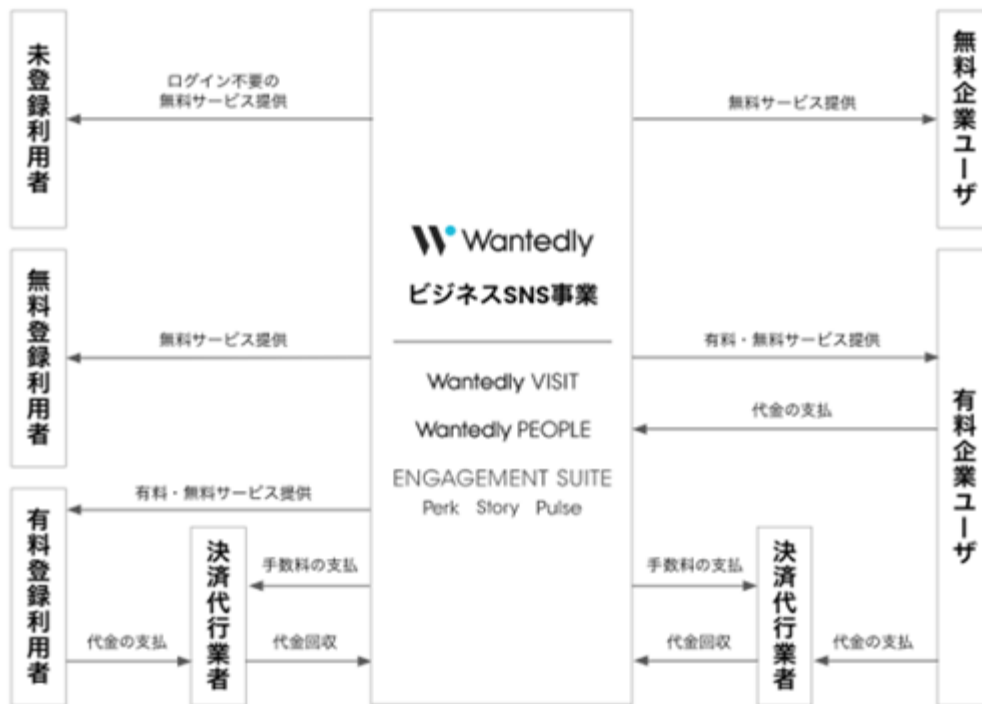 未登録利用者
ログイン不要の
無料サービス提供
無料サービス提供
無料企業ユーザ
Wantedly
ビジネスSNS事業
Wantedly VISIT
Wantedly PEOPLE
ENGAGEMENT SUITE
Perk Story Pulse
無料登録利用者
無料サービス提供
有料・無料サービス提供
代金の支払
有料企業ユーザ
有料登録利用者
有料・無料サービス提供
決済代行業者
手数料の支払
代金の支払
代金回収
手数料の支払
決済代行業者
代金回収
代金の支払